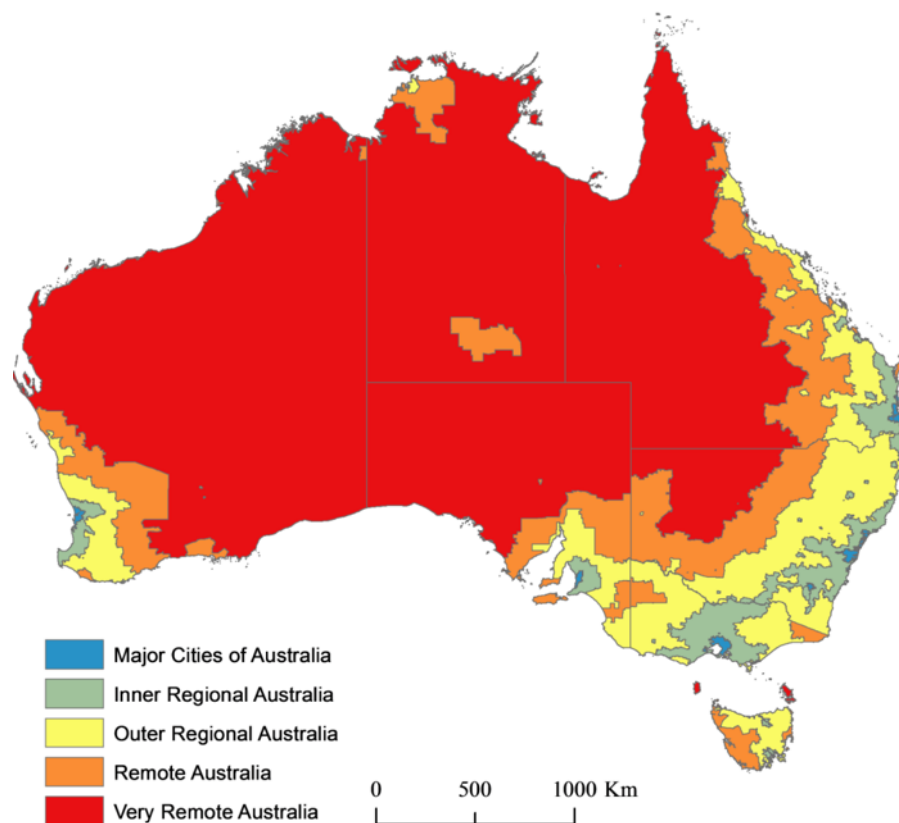 Major Cities of Australia
Inner Regional Australia
Outer Regional Australia
Remote Australia
Very Remote Australia
0 500 1000 Km